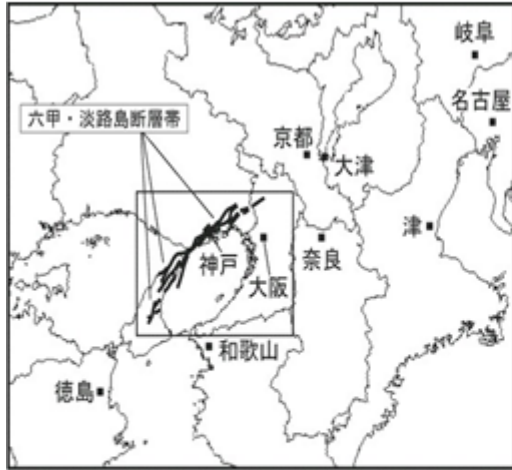 岐阜
名古屋
六甲・淡路島断層帯
京都
大津
津
神戸
大阪
奈良
和歌山
徳島